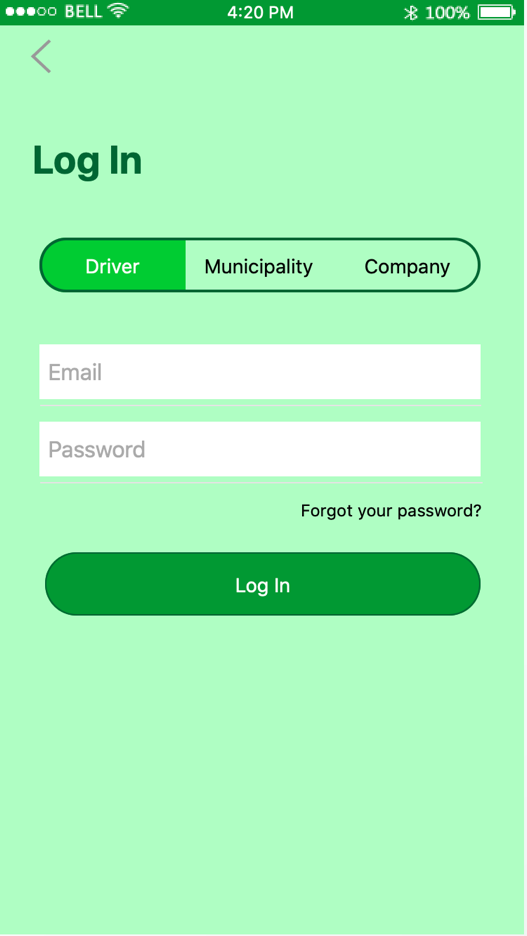 BELL 4:20 PM 100%
Log In
Driver Municipality Company
Email
Password
Forgot your password?
Log In